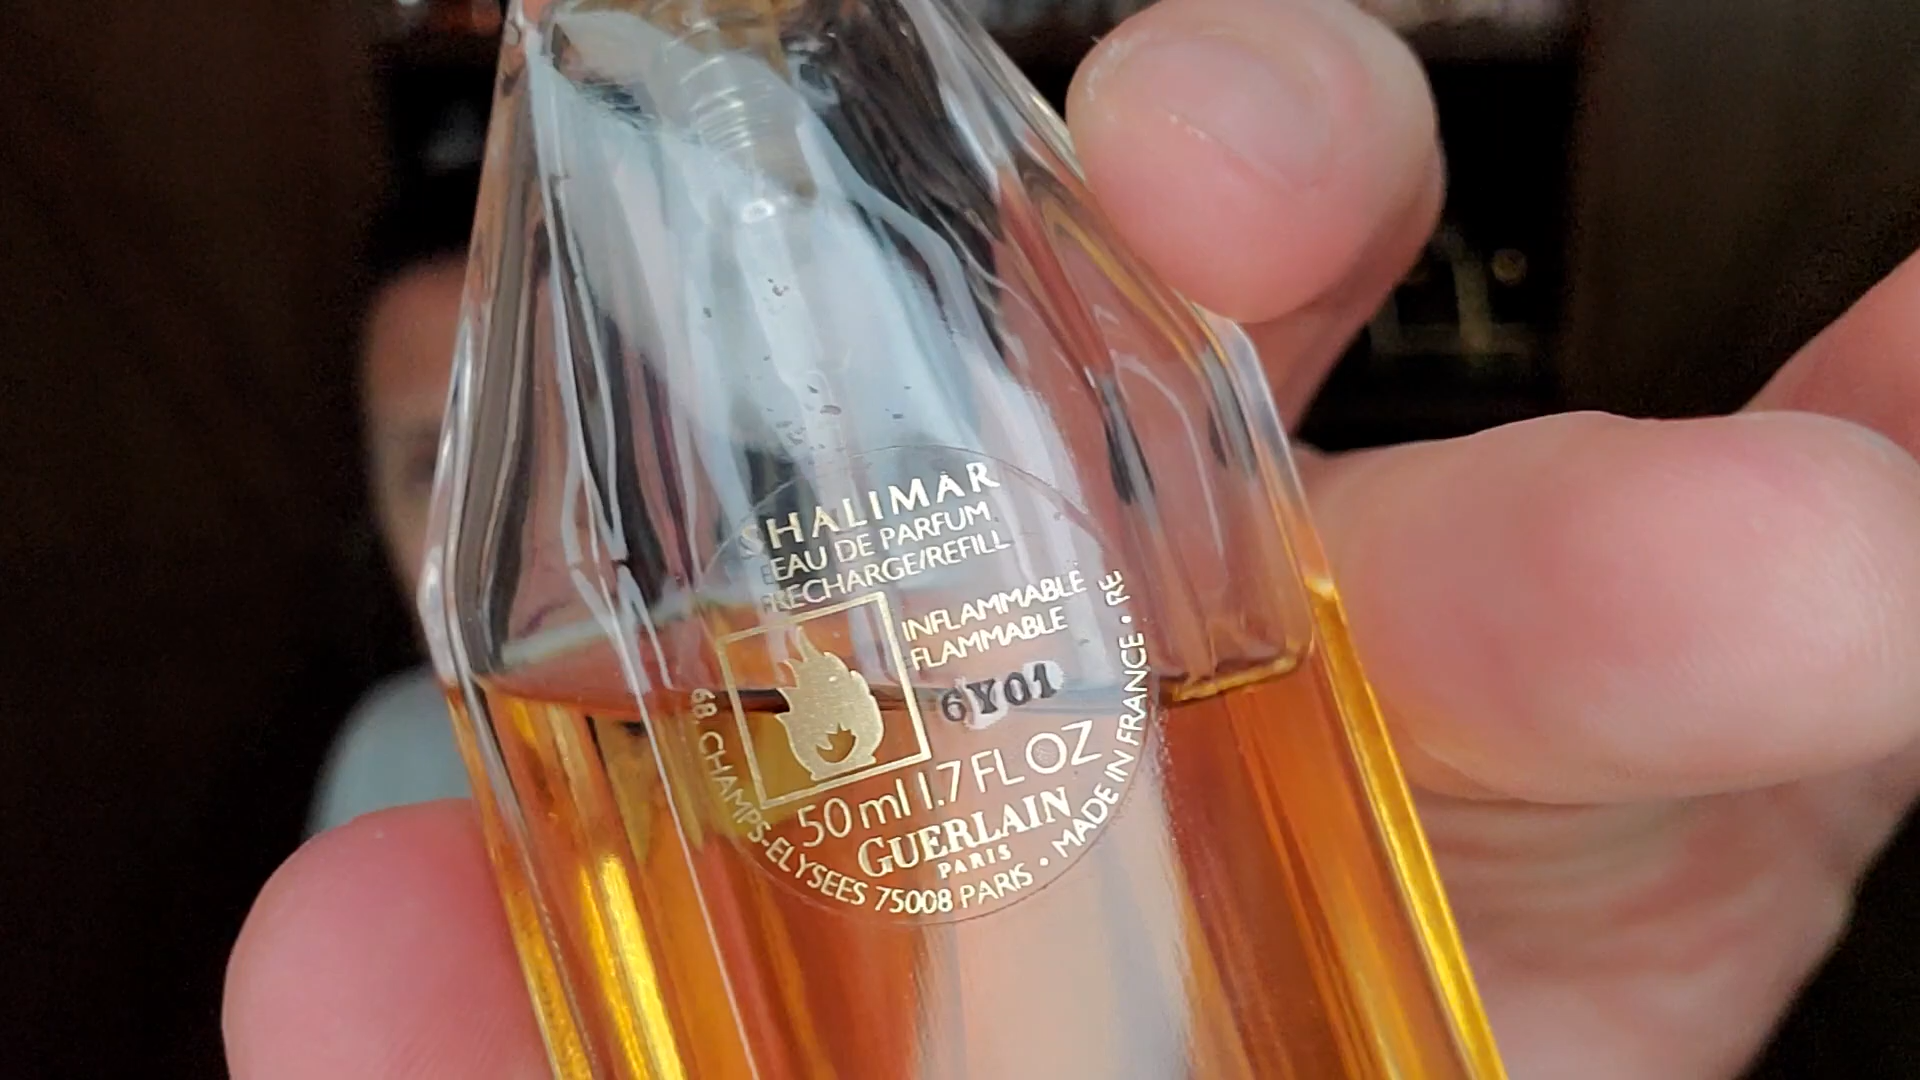 SHALIMAR
EAU DE PARFUM
RECHARGE/REFILL
INFLAMMABLE
FLAMMABLE
6Y01
50 ml 1.7 FL OZ
GUERLAIN
PARIS
68, CHAMPS-ELYSEES 75008 PARIS • MADE IN FRANCE • RE